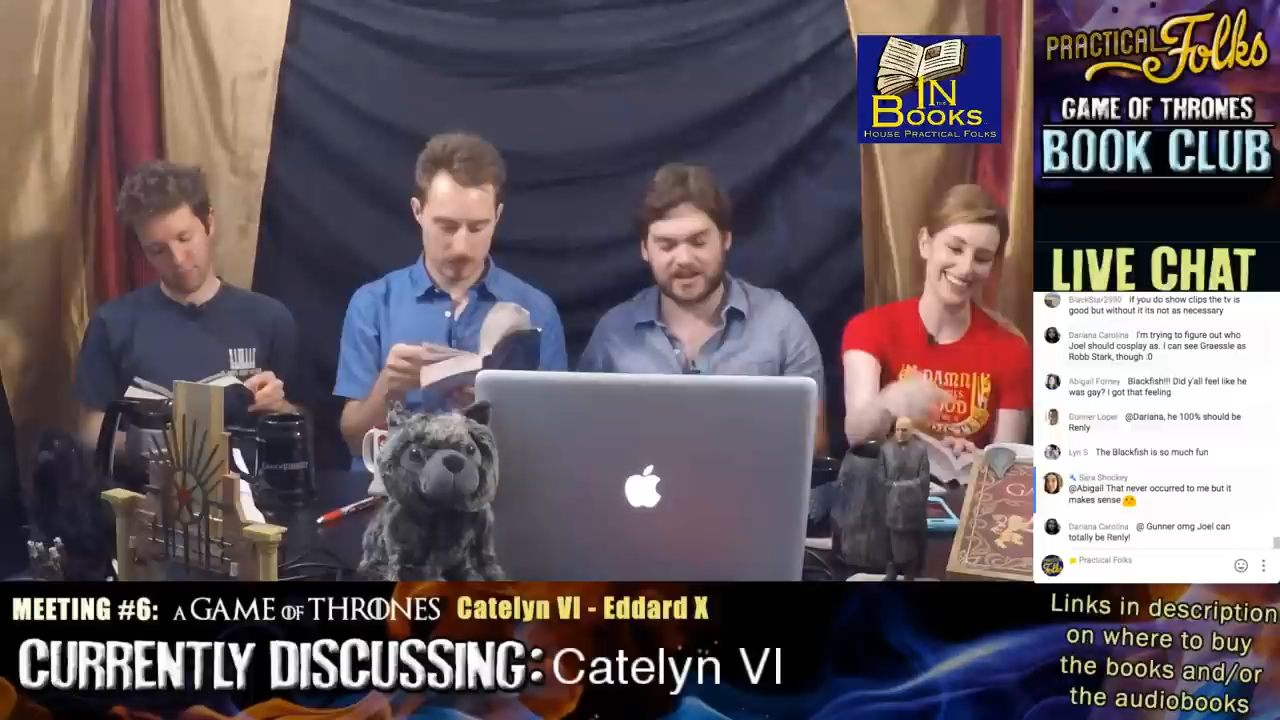 IN
THE
BOOKS
HOUSE PRACTICAL FOLKS
PRACTICAL Folks
GAME OF THRONES
BOOK CLUB
LIVE CHAT
BlackStar2990 if you do show clips the tv is
good but without it its not as necessary
Dariana Carolina I'm trying to figure out who
Joel should cosplay as. I can see Graessle as
Robb Stark, though :0
Abigail Forney Blackfish!!! Did y'all feel like he
was gay? I got that feeling
Gunner Loper @Dariana, he 100% should be
Renly
Lyn S The Blackfish is so much fun
Sara Shockey
@Abigail That never occurred to me but it
makes sense
Dariana Carolina @ Gunner omg Joel can
totally be Renly!
Practical Folks
DAMN
GA
MEETING #6: A GAME OF THRONES Catelyn VI - Eddard X
CURRENTLY DISCUSSING: Catelyn VI
Links in description
on where to buy
the books and/or
the audiobooks